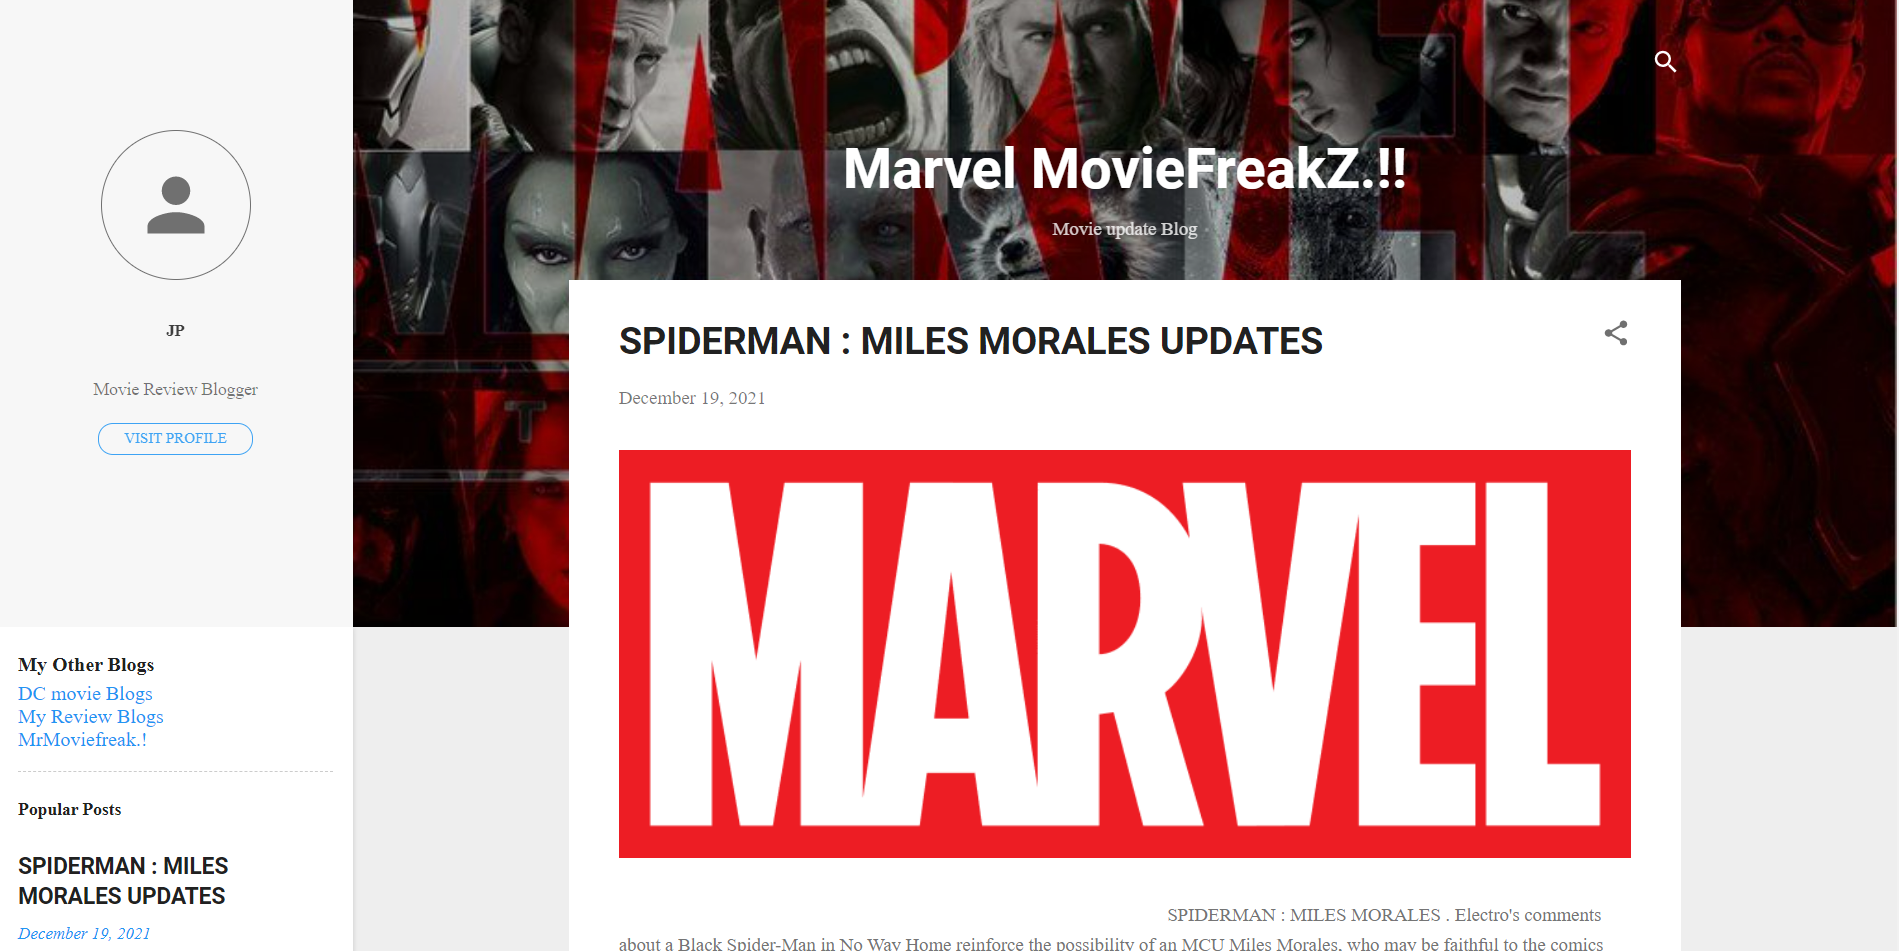 MARVEL
Marvel MovieFreakZ.!!
Movie update Blog
JP
Movie Review Blogger
VISIT PROFILE
My Other Blogs
DC movie Blogs
My Review Blogs
MrMoviefreak.!
Popular Posts
SPIDERMAN : MILES
MORALES UPDATES
December 19, 2021
SPIDERMAN : MILES MORALES UPDATES
December 19, 2021
MARVEL
SPIDERMAN : MILES MORALES . Electro's comments
about a Black Spider-Man in No Way Home reinforce the possibility of an MCU Miles Morales, who may be faithful to the comics